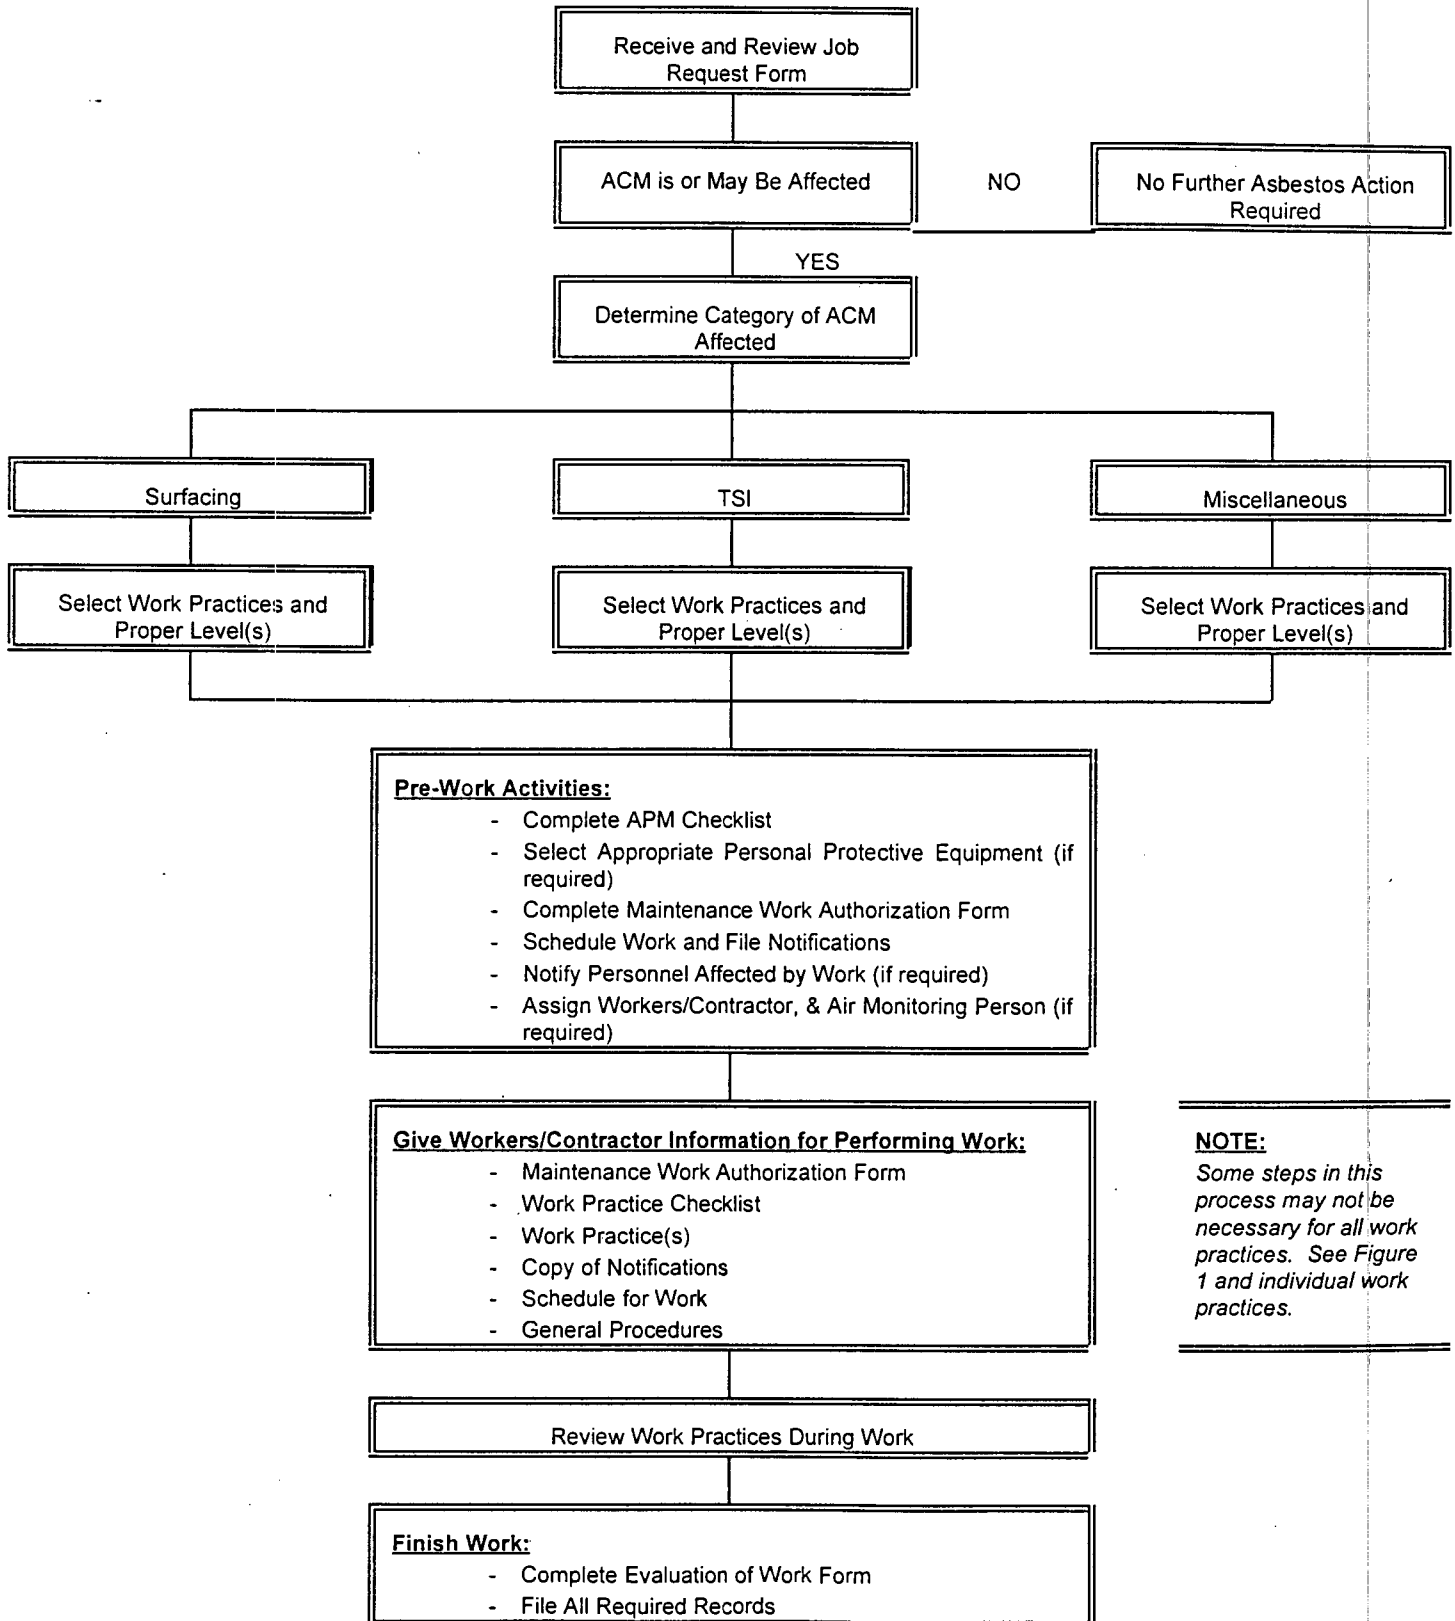 Receive and Review Job
Request Form
ACM is or May Be Affected
NO
No Further Asbestos Action
Required
YES
Determine Category of ACM
Affected
Surfacing
TSI
Miscellaneous
Select Work Practices and
Proper Level(s)
Select Work Practices and
Proper Level(s)
Select Work Practices and
Proper Level(s)
Pre-Work Activities:
- Complete APM Checklist
- Select Appropriate Personal Protective Equipment (if
required)
- Complete Maintenance Work Authorization Form
- Schedule Work and File Notifications
- Notify Personnel Affected by Work (if required)
- Assign Workers/Contractor, & Air Monitoring Person (if
required)
Give Workers/Contractor Information for Performing Work:
- Maintenance Work Authorization Form
- Work Practice Checklist
- Work Practice(s)
- Copy of Notifications
- Schedule for Work
- General Procedures
NOTE:
Some steps in this
process may not be
necessary for all work
practices. See Figure
1 and individual work
practices.
Review Work Practices During Work
Finish Work:
- Complete Evaluation of Work Form
- File All Required Records